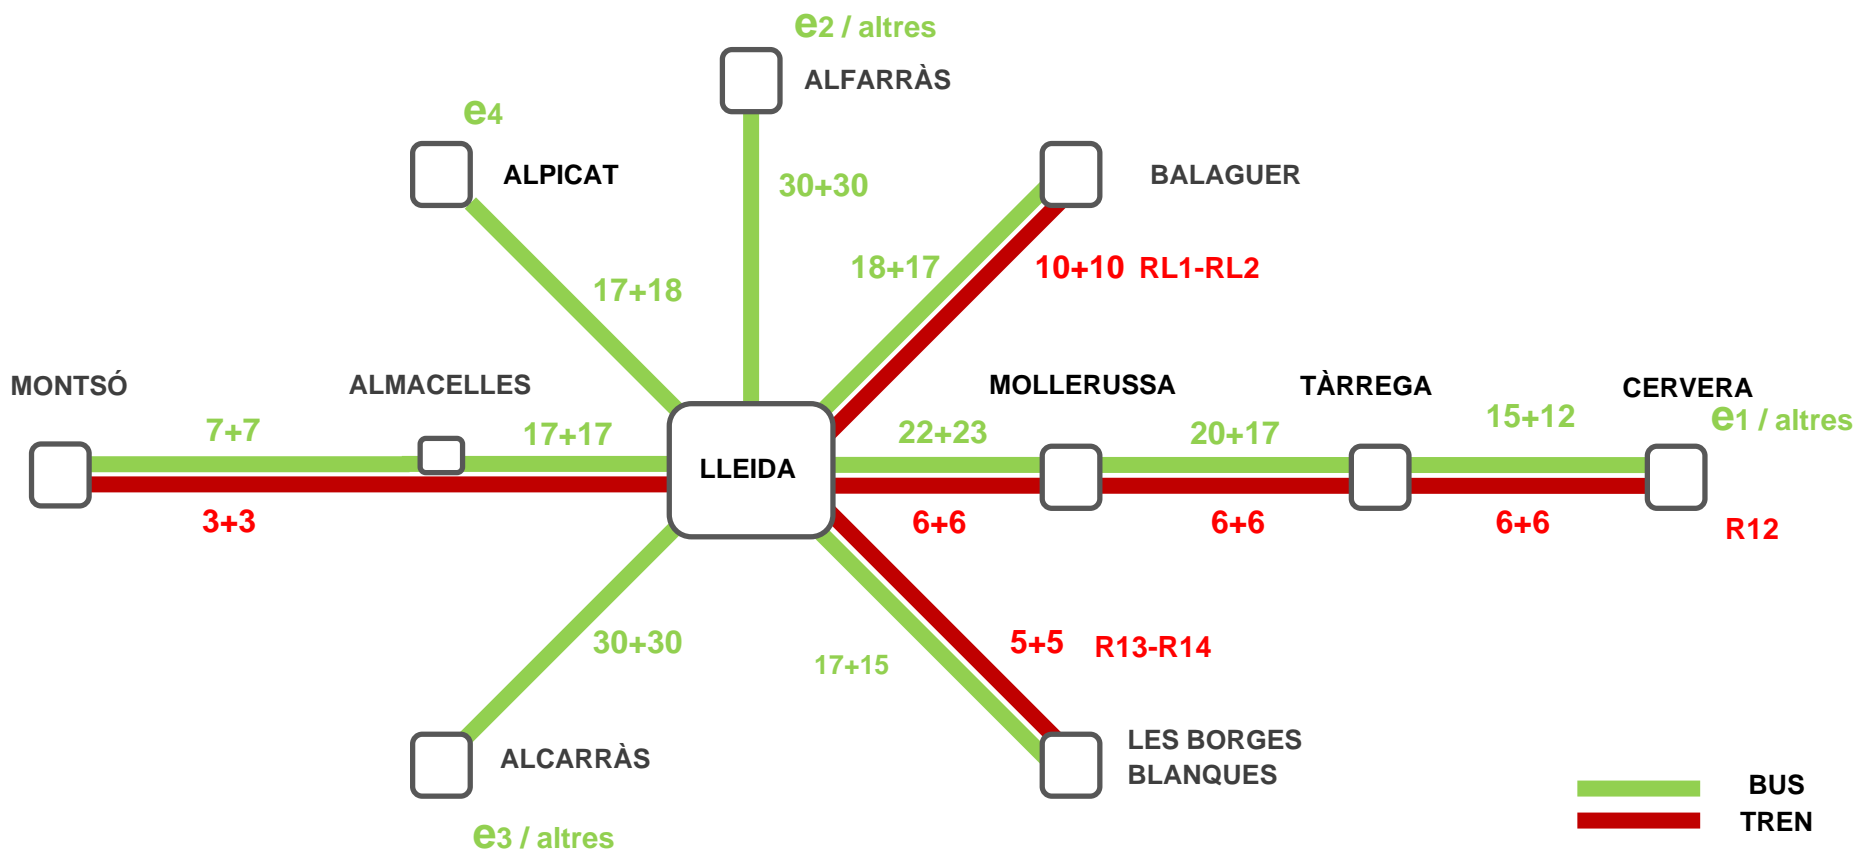 e2 / altres
ALFARRÀS
e4
ALPICAT
30+30
BALAGUER
17+18
18+17
10+10 RL1-RL2
MONTSÓ
ALMACELLES
MOLLERUSSA
TÀRREGA
CERVERA
7+7
17+17
22+23
20+17
15+12
e1 / altres
LLEIDA
3+3
6+6
6+6
6+6
R12
30+30
17+15
5+5
R13-R14
ALCARRÀS
LES BORGES
BLANQUES
e3 / altres
BUS
TREN